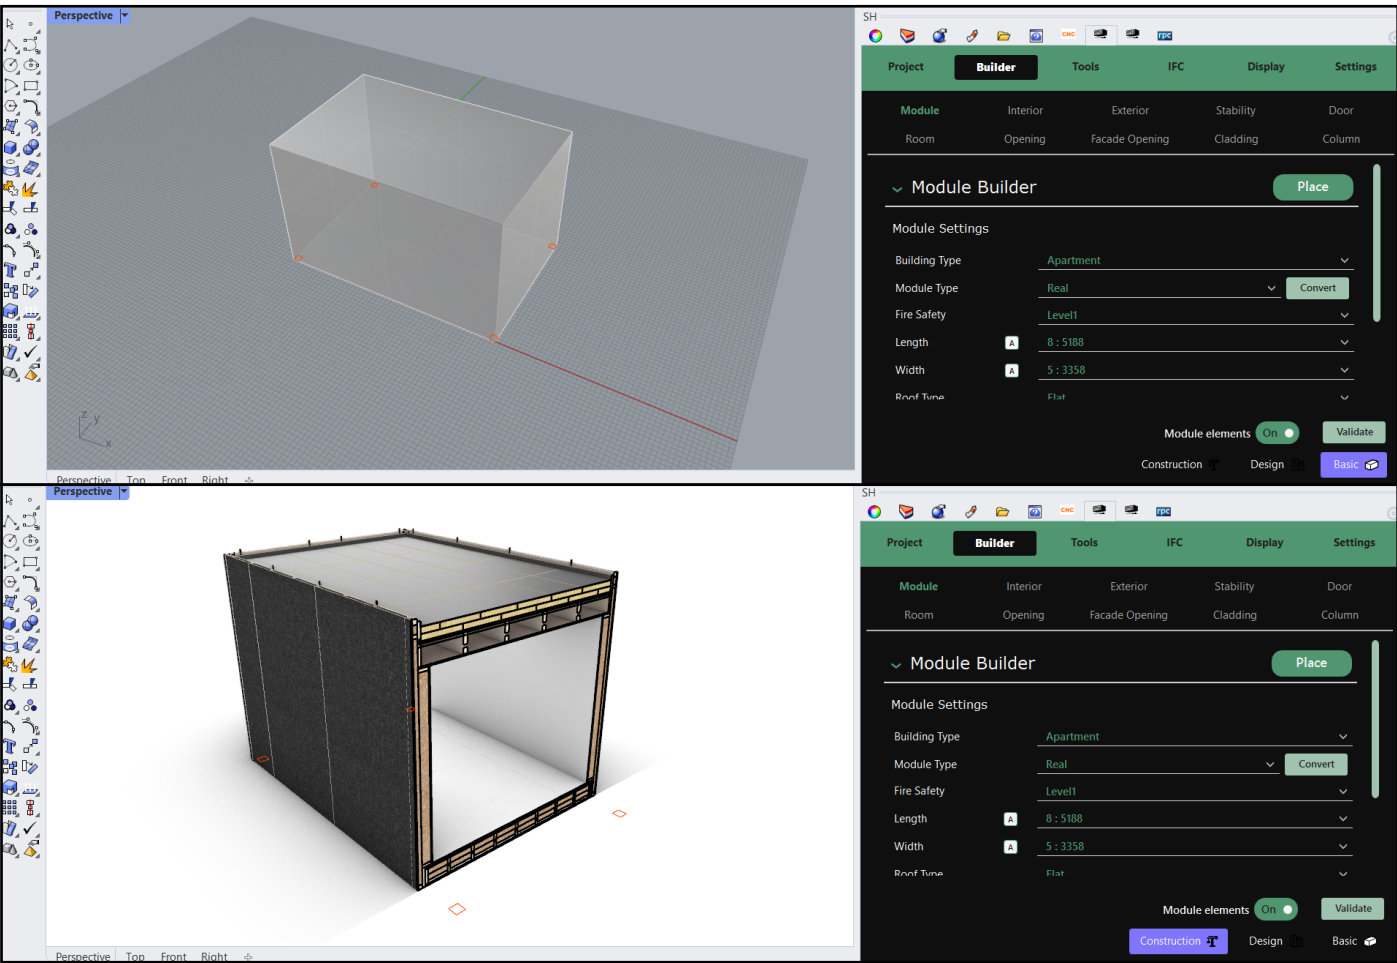 Perspective
SH
CNC
rpc
Project Builder Tools IFC Display Settings
Module Interior Exterior Stability Door
Room Opening Facade Opening Cladding Column
Module Builder Place
Module Settings
Building Type Apartment
Module Type Real Convert
Fire Safety Level1
Length A 8 : 5188
Width A 5 : 3358
Roof Type Flat
Module elements On Validate
Construction Design Basic
z y
x
Perspective Top Front Right
Perspective
SH
CNC
rpc
Project Builder Tools IFC Display Settings
Module Interior Exterior Stability Door
Room Opening Facade Opening Cladding Column
Module Builder Place
Module Settings
Building Type Apartment
Module Type Real Convert
Fire Safety Level1
Length A 8 : 5188
Width A 5 : 3358
Roof Type Flat
Module elements On Validate
Construction Design Basic
Perspective Top Front Right